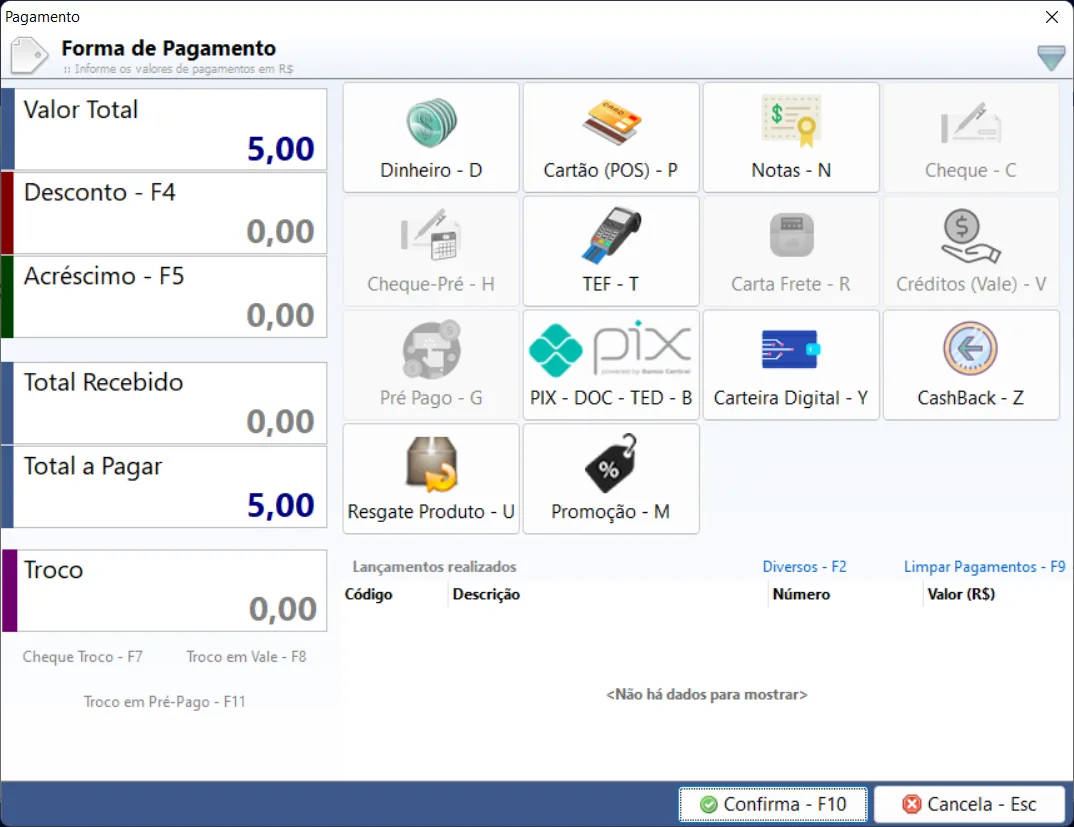 Pagamento
Forma de Pagamento
:: Informe os valores de pagamentos em R$
Valor Total
5,00
Desconto - F4
0,00
Acréscimo - F5
0,00
Total Recebido
0,00
Total a Pagar
5,00
Troco
0,00
Cheque Troco - F7 Troco em Vale - F8
Troco em Pré-Pago - F11
Dinheiro - D
Cartão (POS) - P
Notas - N
Cheque - C
Cheque-Pré - H
TEF - T
Carta Frete - R
Créditos (Vale) - V
Pré Pago - G
pix
powered by Banco Central
PIX - DOC - TED - B
Carteira Digital - Y
CashBack - Z
Resgate Produto - U
Promoção - M
Lançamentos realizados Diversos - F2 Limpar Pagamentos - F9
Código Descrição Número Valor (R$)
<Não há dados para mostrar>
Confirma - F10 Cancela - Esc